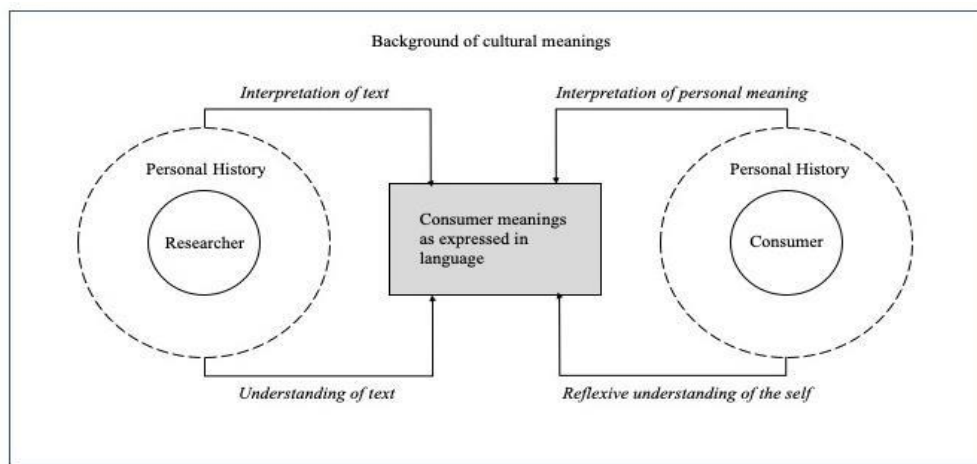 Background of cultural meanings
Interpretation of text
Interpretation of personal meaning
Personal History
Researcher
Consumer meanings
as expressed in
language
Personal History
Consumer
Understanding of text
Reflexive understanding of the self